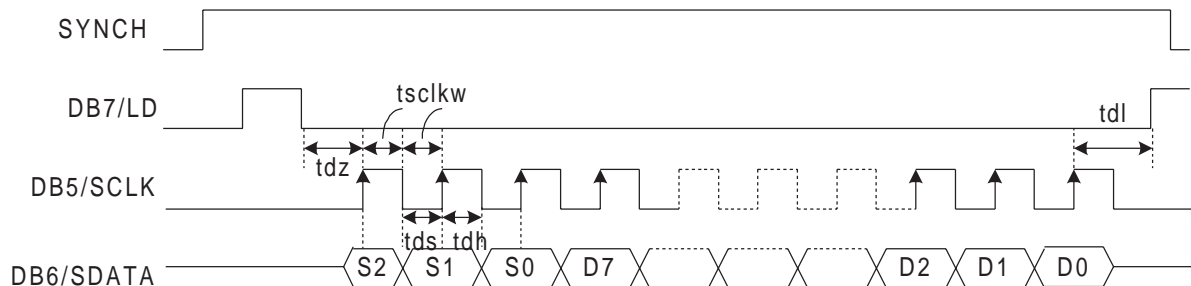 SYNCH
DB7/LD
tsclkw
tdl
tdz
DB5/SCLK
tds tdh
DB6/SDATA S2 S1 S0 D7 D2 D1 D0